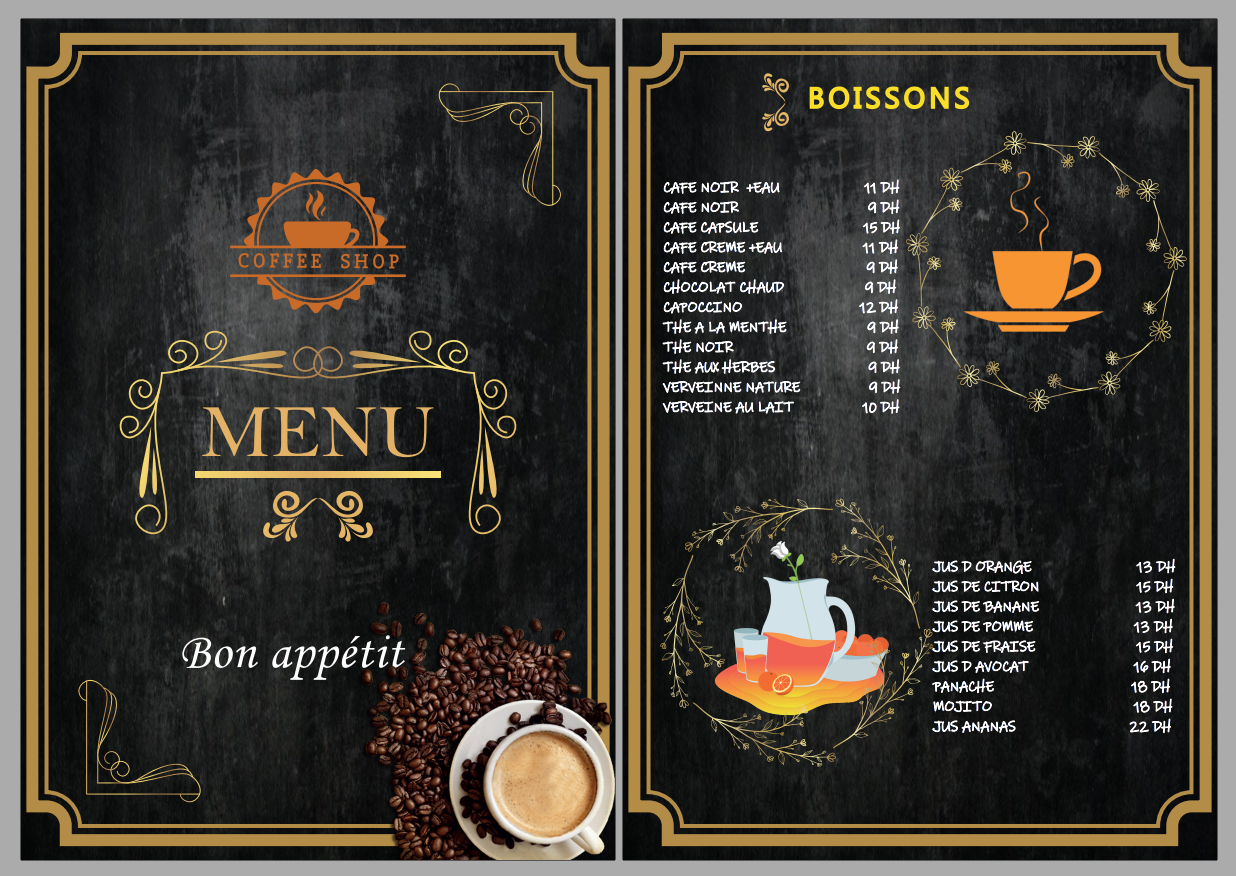 COFFEE SHOP
MENU
Bon appétit
BOISSONS
CAFE NOIR +EAU 11 DH
CAFE NOIR 9 DH
CAFE CAPSULE 15 DH
CAFE CREME +EAU 11 DH
CAFE CREME 9 DH
CHOCOLAT CHAUD 9 DH
CAPOCCINO 12 DH
THE A LA MENTHE 9 DH
THE NOIR 9 DH
THE AUX HERBES 9 DH
VERVEINNE NATURE 9 DH
VERVEINE AU LAIT 10 DH
JUS D ORANGE 13 DH
JUS DE CITRON 15 DH
JUS DE BANANE 13 DH
JUS DE POMME 13 DH
JUS DE FRAISE 15 DH
JUS D AVOCAT 16 DH
PANACHE 18 DH
MOJITO 18 DH
JUS ANANAS 22 DH